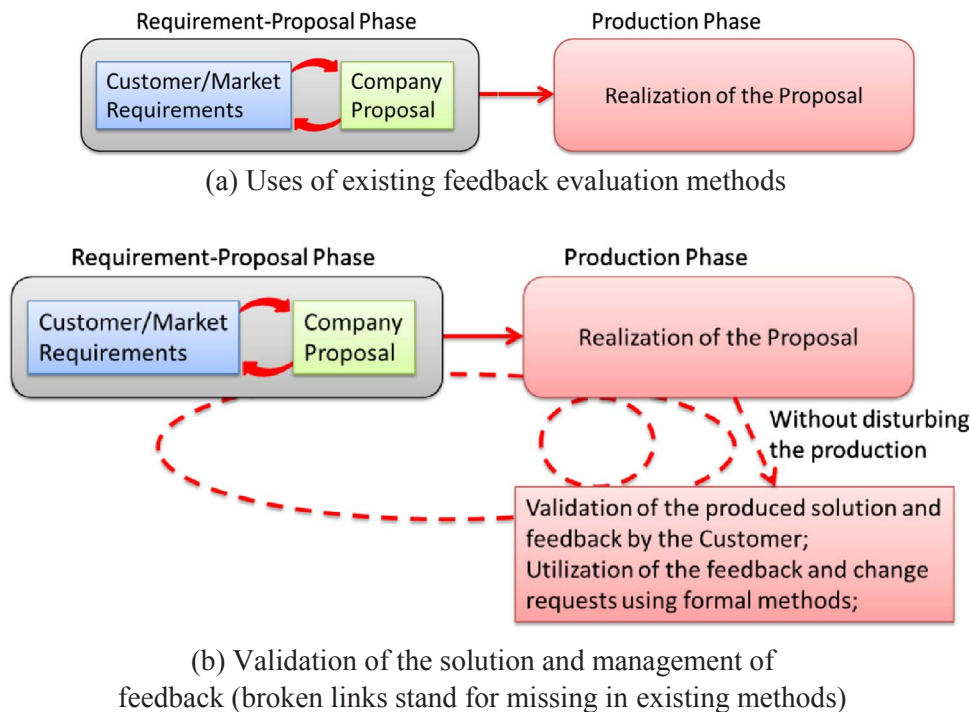 Requirement-Proposal Phase
Production Phase
Customer/Market
Requirements
Company
Proposal
Realization of the Proposal
(a) Uses of existing feedback evaluation methods
Requirement-Proposal Phase
Production Phase
Customer/Market
Requirements
Company
Proposal
Realization of the Proposal
Without disturbing
the production
Validation of the produced solution and
feedback by the Customer;
Utilization of the feedback and change
requests using formal methods;
(b) Validation of the solution and management of
feedback (broken links stand for missing in existing methods)